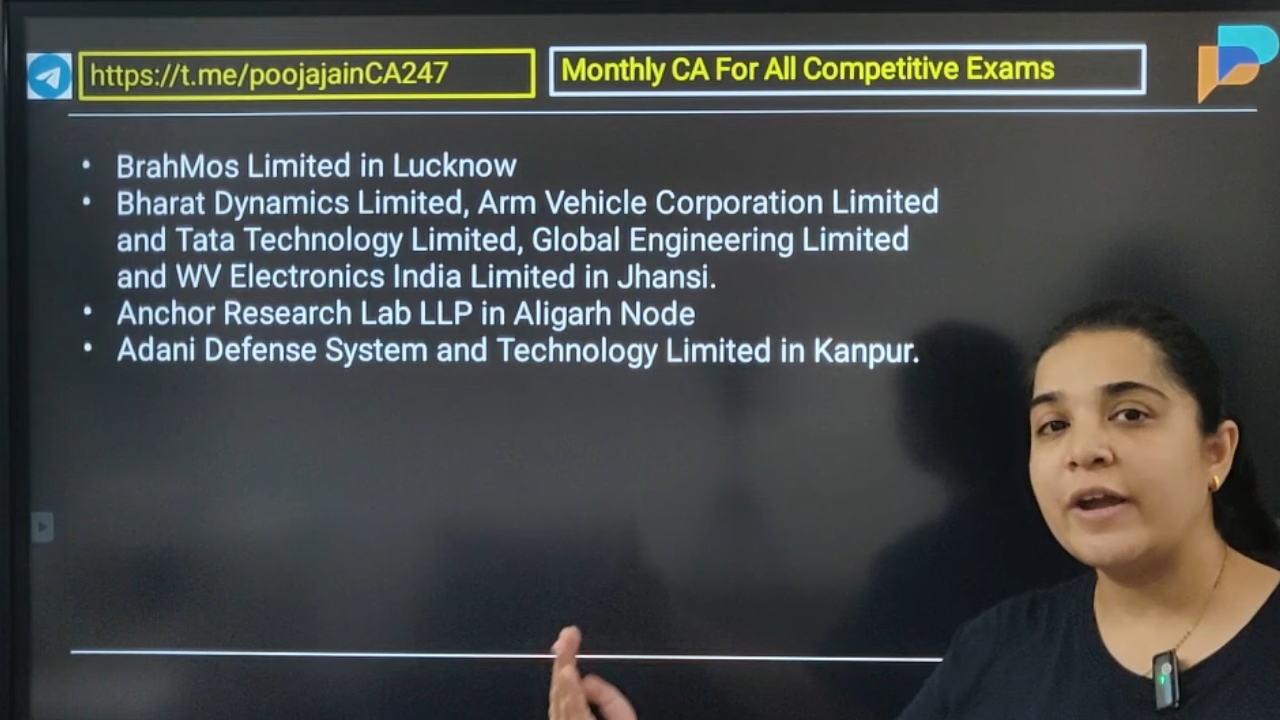 https://t.me/poojajainCA247
Monthly CA For All Competitive Exams
• BrahMos Limited in Lucknow
• Bharat Dynamics Limited, Arm Vehicle Corporation Limited
and Tata Technology Limited, Global Engineering Limited
and WV Electronics India Limited in Jhansi.
• Anchor Research Lab LLP in Aligarh Node
• Adani Defense System and Technology Limited in Kanpur.